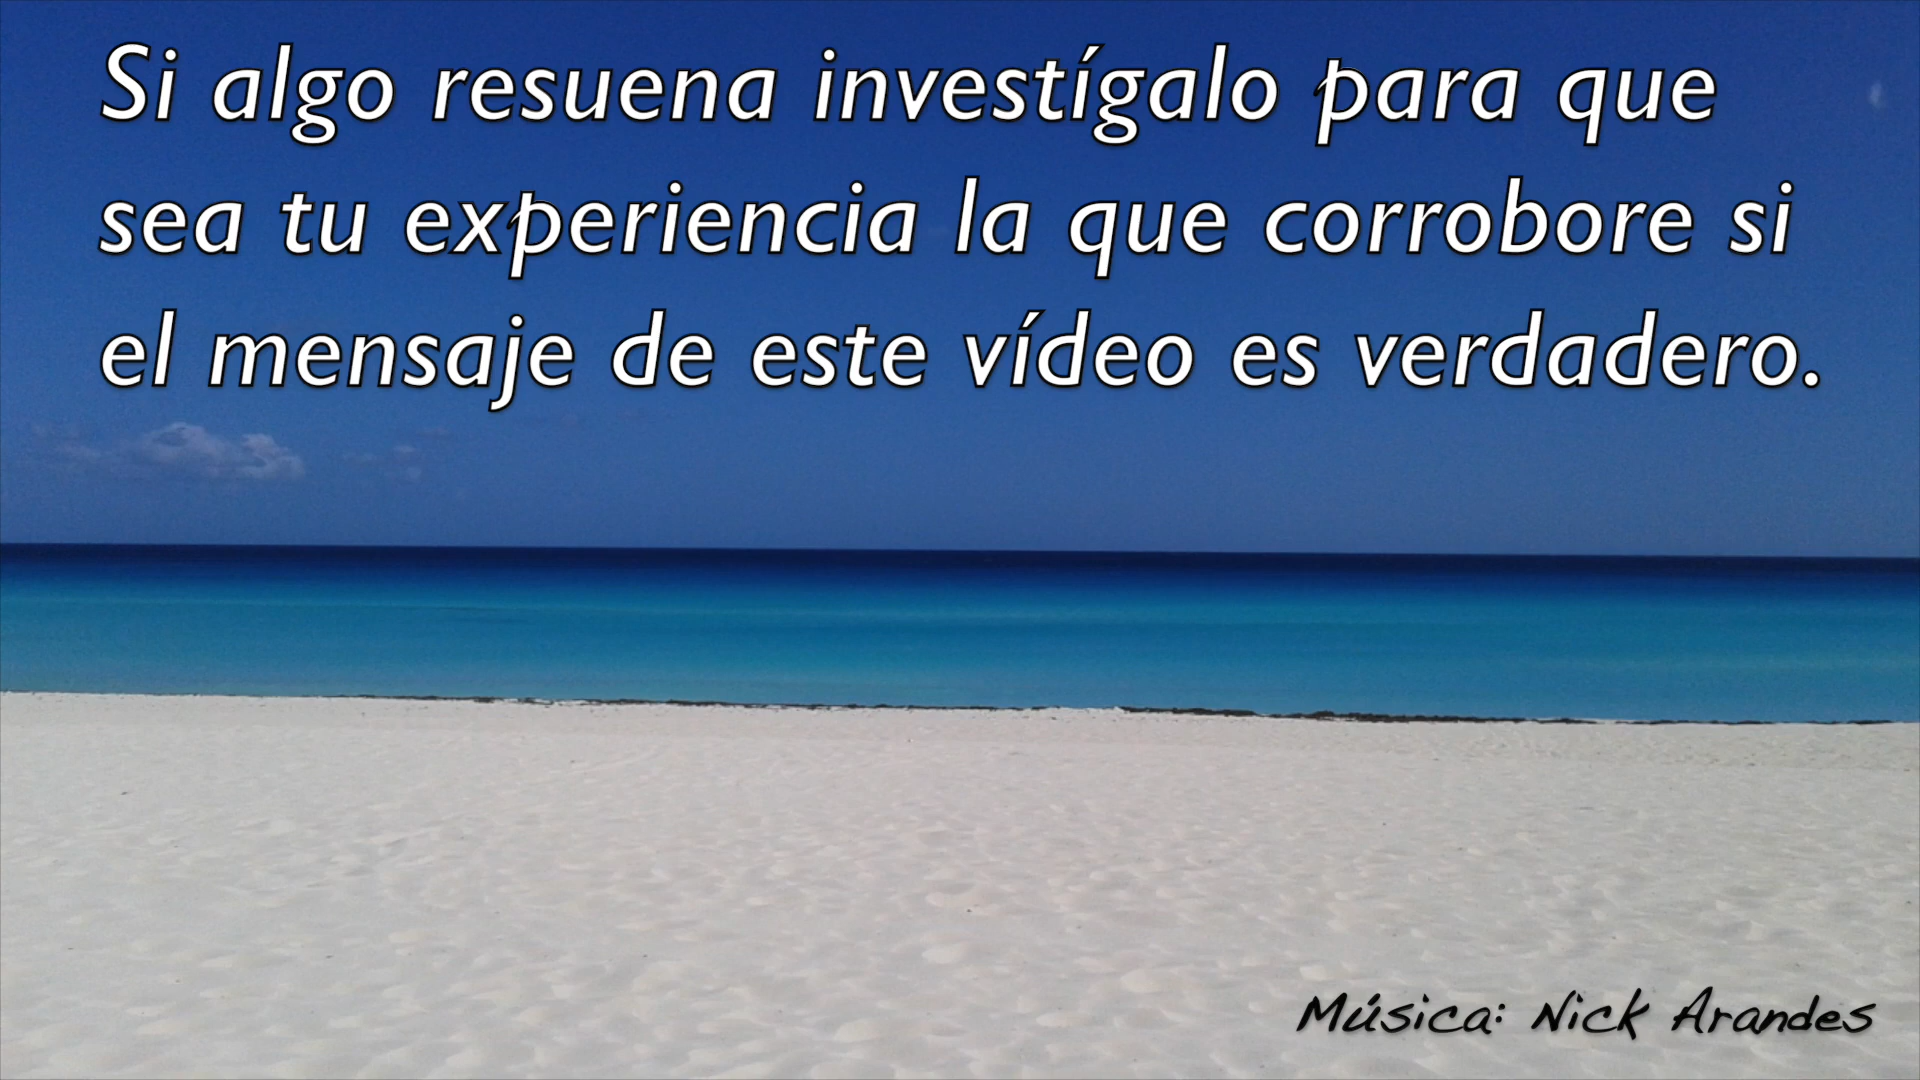 Si algo resuena investígalo para que
sea tu experiencia la que corrobore si
el mensaje de este vídeo es verdadero.
Música: Nick Arandes